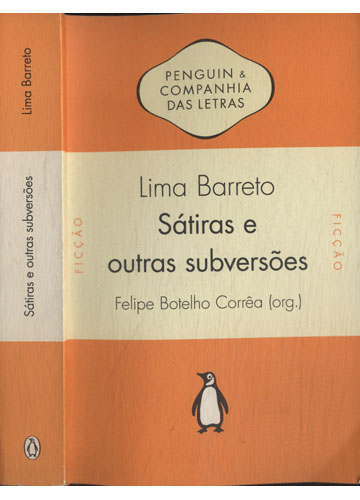 Lima Barreto
Sátiras e outras subversões
FICÇÃO
PENGUIN &
COMPANHIA
DAS LETRAS
Lima Barreto
Sátiras e
outras subversões
Felipe Botelho Corrêa (org.)
FICÇÃO